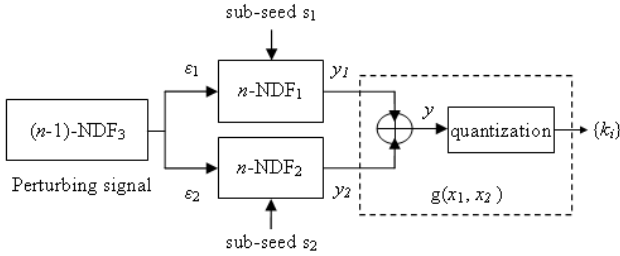 sub-seed s₁
ε₁
n-NDF₁
y₁
(n-1)-NDF₃
y
quantization
{kᵢ}
n-NDF₂
Perturbing signal
ε₂
y₂
g(x₁, x₂ )
sub-seed s₂